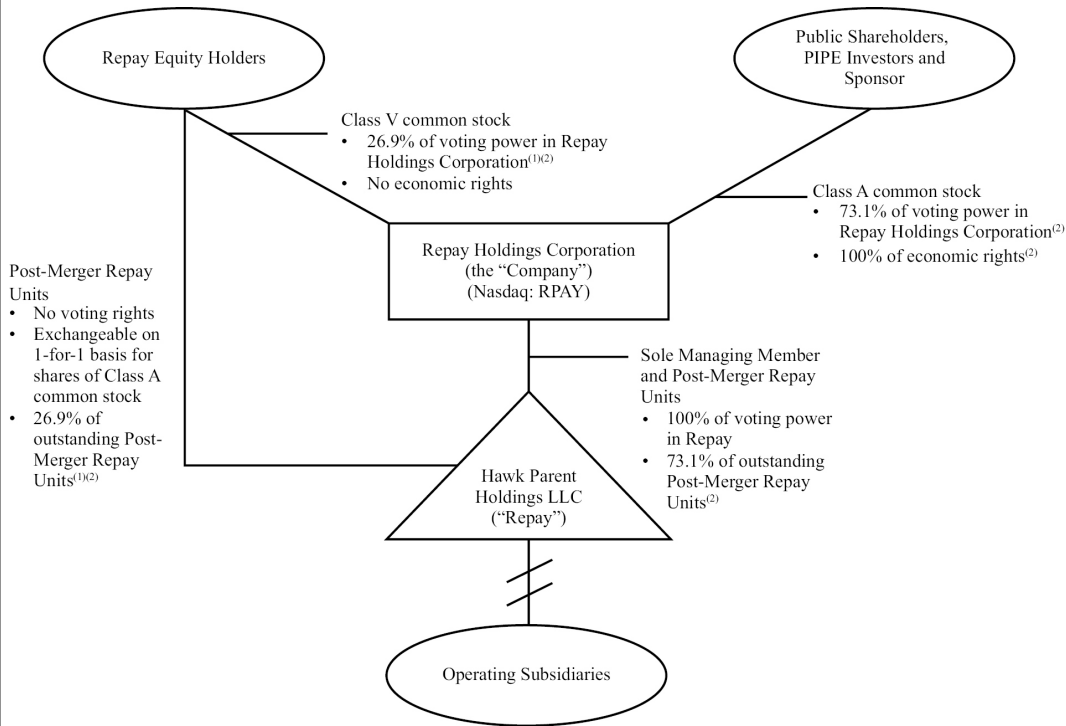 Repay Equity Holders
Public Shareholders,
PIPE Investors and
Sponsor
Class V common stock
• 26.9% of voting power in Repay
Holdings Corporation(1)(2)
• No economic rights
Class A common stock
• 73.1% of voting power in
Repay Holdings Corporation(2)
• 100% of economic rights(2)
Repay Holdings Corporation
(the “Company”)
(Nasdaq: RPAY)
Post-Merger Repay
Units
• No voting rights
• Exchangeable on
1-for-1 basis for
shares of Class A
common stock
• 26.9% of
outstanding Post-
Merger Repay
Units(1)(2)
Sole Managing Member
and Post-Merger Repay
Units
• 100% of voting power
in Repay
• 73.1% of outstanding
Post-Merger Repay
Units(2)
Hawk Parent
Holdings LLC
(“Repay”)
Operating Subsidiaries